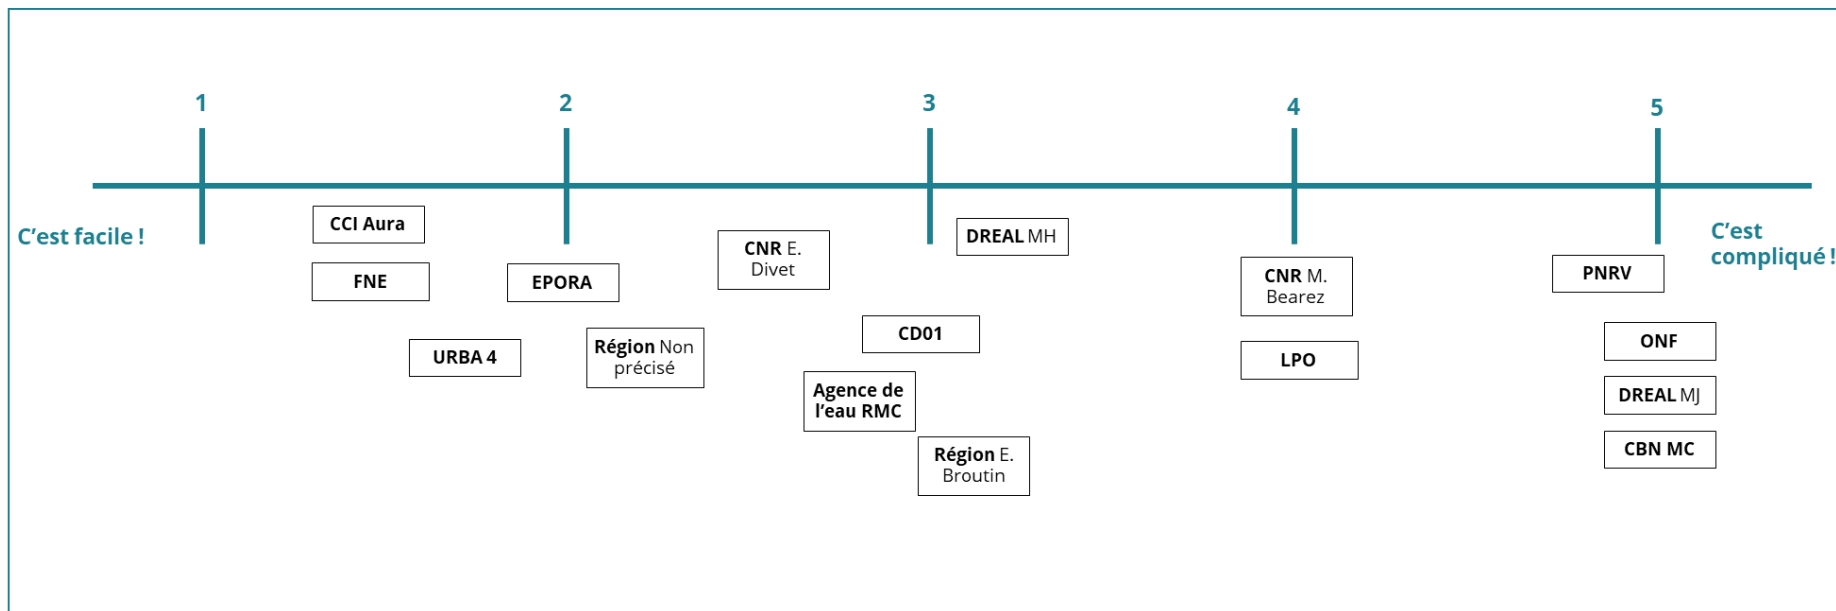 1
2
3
4
5
C’est facile !
C’est
compliqué !
CCI Aura
FNE
URBA 4
EPORA
Région Non
précisé
CNR E.
Divet
DREAL MH
CD01
Agence de
l’eau RMC
Région E.
Broutin
CNR M.
Bearez
LPO
PNRV
ONF
DREAL MJ
CBN MC